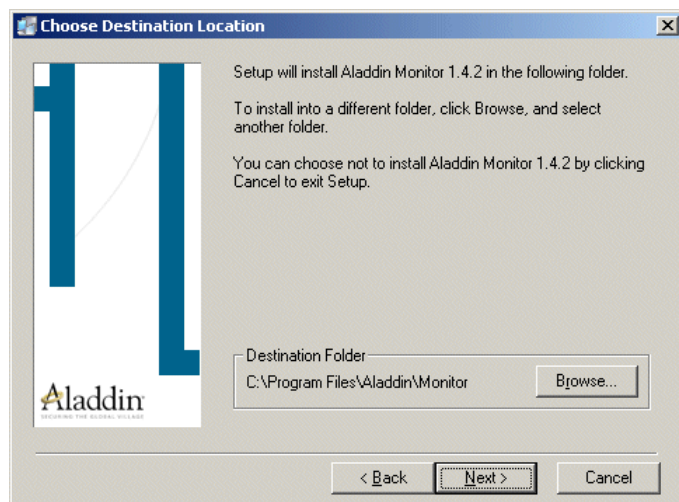 Choose Destination Location
Setup will install Aladdin Monitor 1.4.2 in the following folder.
To install into a different folder, click Browse, and select
another folder.
You can choose not to install Aladdin Monitor 1.4.2 by clicking
Cancel to exit Setup.
Destination Folder
C:\Program Files\Aladdin\Monitor
Browse...
Aladdin
SECURING THE GLOBAL VILLAGE
< Back
Next >
Cancel